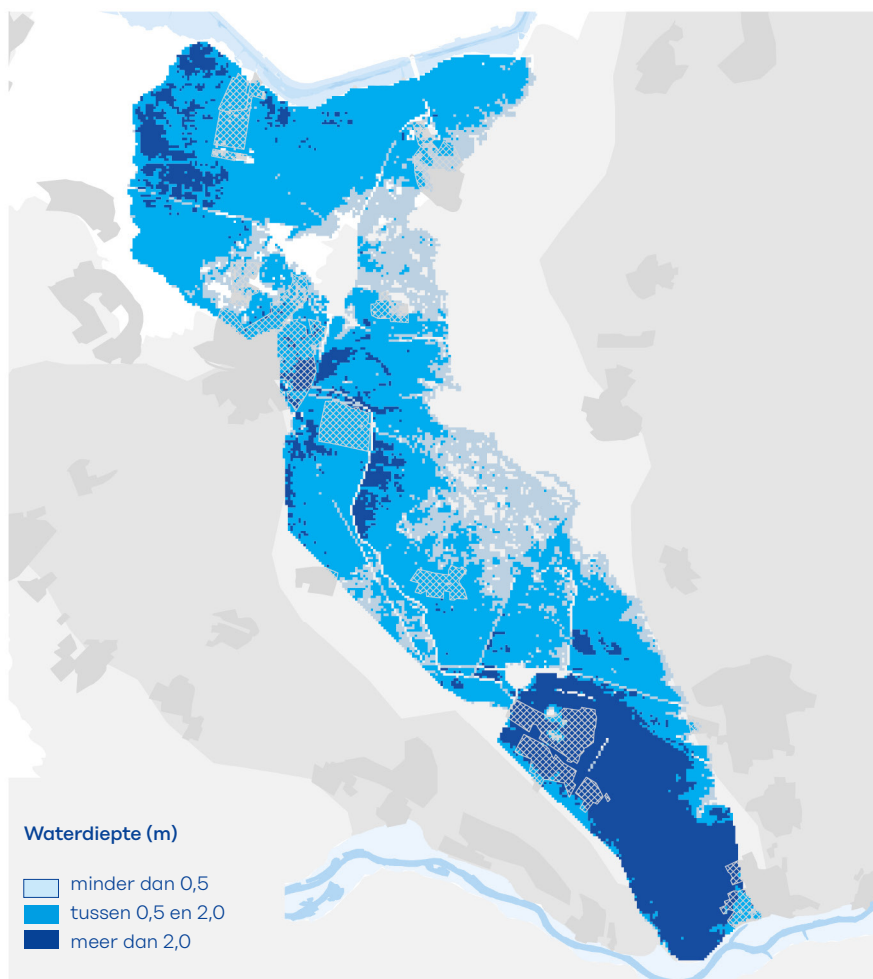 Waterdiepte (m)
minder dan 0,5
tussen 0,5 en 2,0
meer dan 2,0